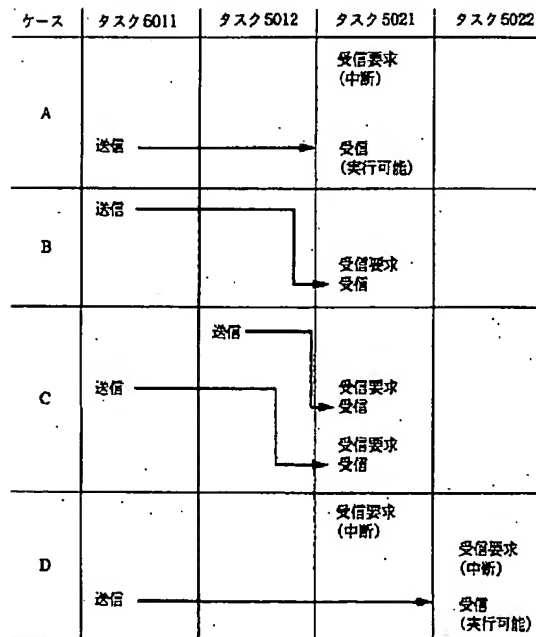 ケース タスク5011 タスク5012 タスク5021 タスク5022
A
受信要求
(中断)
送信 受信
(実行可能)
B
送信
受信要求
受信
C
送信
送信 受信要求
受信
受信要求
受信
D
受信要求
(中断)
受信要求
(中断)
送信 受信
(実行可能)